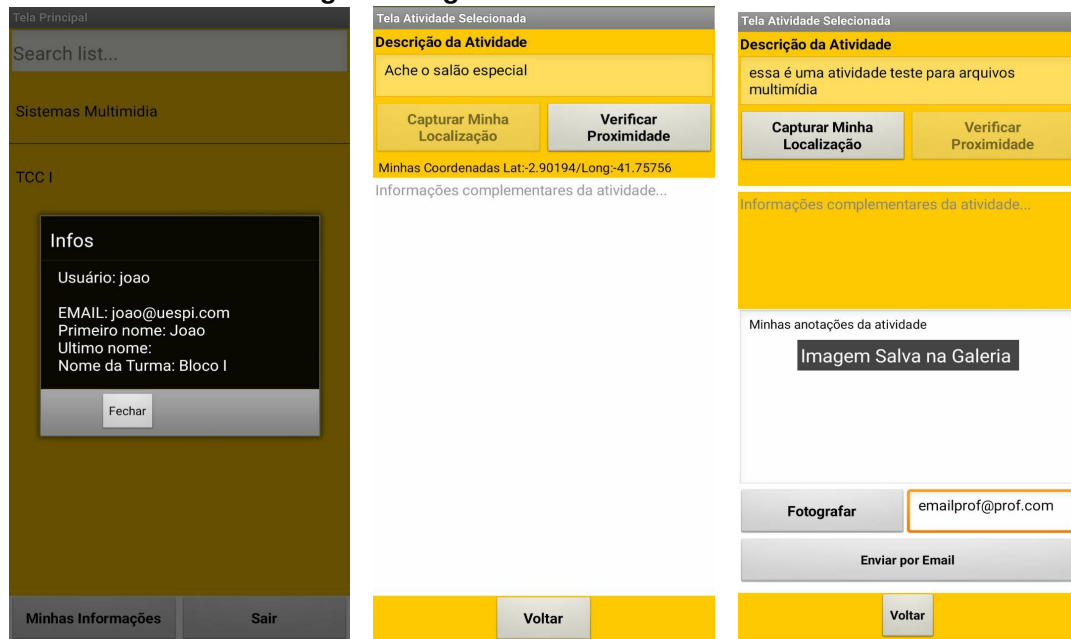 Tela Principal
Search list...
Sistemas Multimidia
TCC I
Infos
Usuário: joao
EMAIL: joao@uespi.com
Primeiro nome: Joao
Ultimo nome:
Nome da Turma: Bloco I
Fechar
Minhas Informações
Sair
Tela Atividade Selecionada
Descrição da Atividade
Ache o salão especial
Capturar Minha
Localização
Verificar
Proximidade
Minhas Coordenadas Lat:-2.90194/Long:-41.75756
Informações complementares da atividade...
Voltar
Tela Atividade Selecionada
Descrição da Atividade
essa é uma atividade teste para arquivos
multimídia
Capturar Minha
Localização
Verificar
Proximidade
Informações complementares da atividade...
Minhas anotações da atividade
Imagem Salva na Galeria
Fotografar
emailprof@prof.com
Enviar por Email
Voltar